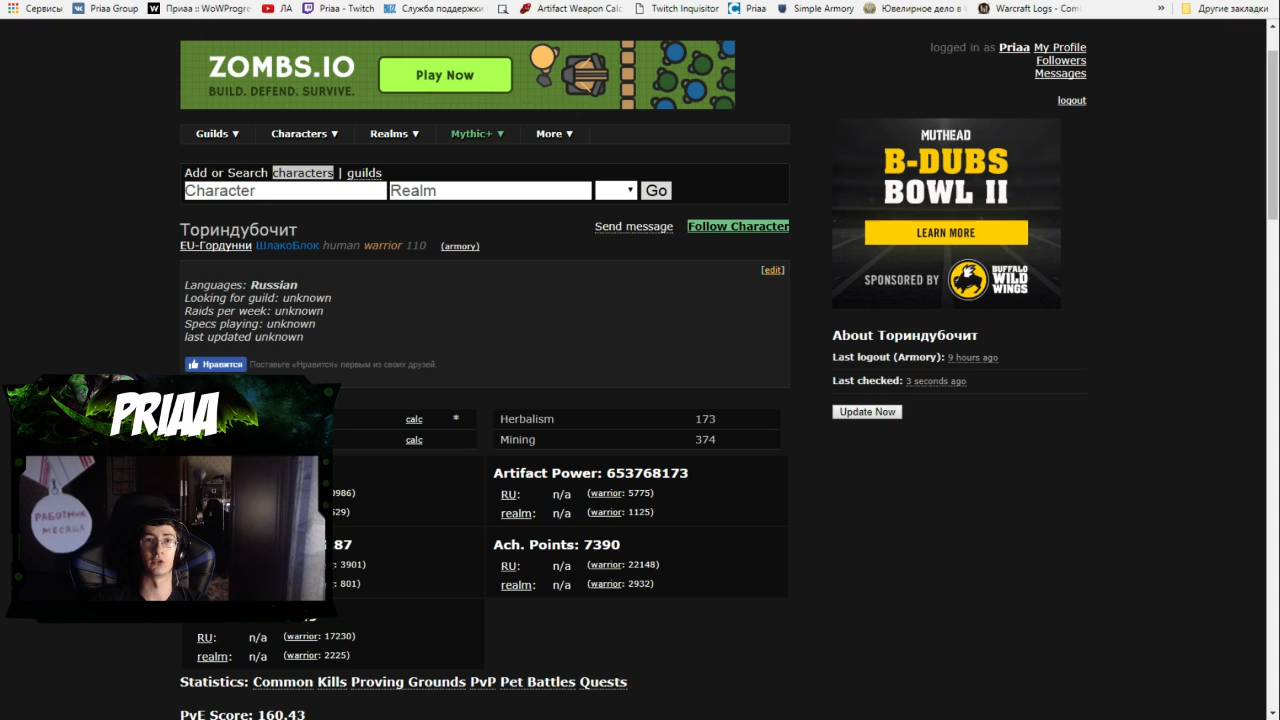 Сервисы Priaa Group Приаа :: WoWProgre ЛА Priaa - Twitch Служба поддержки Artifact Weapon Calc Twitch Inquisitor Priaa Simple Armory Ювелирное дело в Warcraft Logs - Com » Другие закладки
ZOMBS.IO
BUILD. DEFEND. SURVIVE.
Play Now
logged in as Priaa My Profile
Followers
Messages
logout
Guilds ▼ Characters ▼ Realms ▼ Mythic+ ▼ More ▼
Add or Search characters | guilds
Character Realm Go
Ториндубочит Send message Follow Character
EU-Гордунни ШлакоБлок human warrior 110 (armory)
[edit]
Languages: Russian
Looking for guild: unknown
Raids per week: unknown
Specs playing: unknown
last updated unknown
Нравится Поставьте «Нравится» первым из своих друзей.
MUTHEAD
B-DUBS
BOWL II
LEARN MORE
SPONSORED BY BUFFALO
WILD
WINGS
About Ториндубочит
Last logout (Armory): 9 hours ago
Last checked: 3 seconds ago
Update Now
PRIAA
РАБОТНИК
МЕСЯЦА
calc *
calc
Herbalism 173
Mining 374
Artifact Power: 653768173
RU: n/a (warrior: 5775)
realm: n/a (warrior: 1125)
.87
: 3901)
: 801)
Ach. Points: 7390
RU: n/a (warrior: 22148)
realm: n/a (warrior: 2932)
RU: n/a (warrior: 17230)
realm: n/a (warrior: 2225)
Statistics: Common Kills Proving Grounds PvP Pet Battles Quests
PvE Score: 160.43